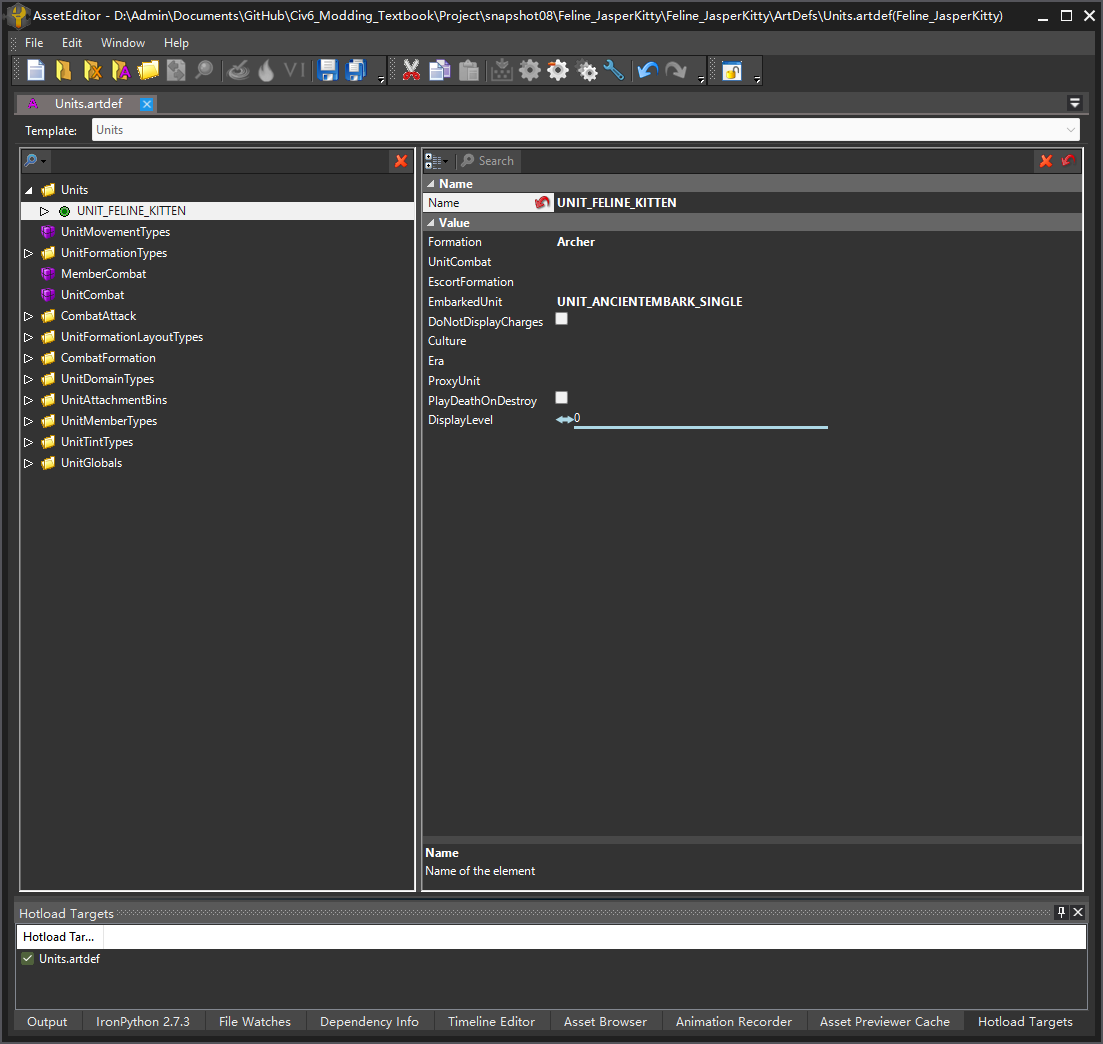 AssetEditor - D:\Admin\Documents\GitHub\Civ6_Modding_Textbook\Project\snapshot08\Feline_JasperKitty\Feline_JasperKitty\ArtDefs\Units.artdef(Feline_JasperKitty)
File Edit Window Help
VI
Units.artdef
Template: Units
Search
Units
UNIT_FELINE_KITTEN
UnitMovementTypes
UnitFormationTypes
MemberCombat
UnitCombat
CombatAttack
UnitFormationLayoutTypes
CombatFormation
UnitDomainTypes
UnitAttachmentBins
UnitMemberTypes
UnitTintTypes
UnitGlobals
Name
Name UNIT_FELINE_KITTEN
Value
Formation Archer
UnitCombat
EscortFormation
EmbarkedUnit UNIT_ANCIENTEMBARK_SINGLE
DoNotDisplayCharges
Culture
Era
ProxyUnit
PlayDeathOnDestroy
DisplayLevel 0
Name
Name of the element
Hotload Targets
Hotload Tar...
Units.artdef
Output IronPython 2.7.3 File Watches Dependency Info Timeline Editor Asset Browser Animation Recorder Asset Previewer Cache Hotload Targets